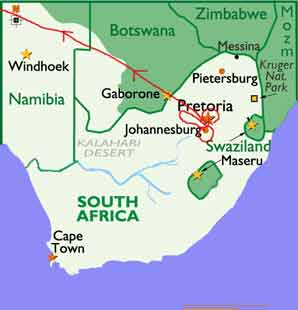 N
Zimbabwe
Botswana
Mozm
Messina
Kruger
Nat.
Park
Windhoek
Pietersburg
Gaborone
Pretoria
Namibia
Johannesburg
KALAHARI
DESERT
Swaziland
Maseru
SOUTH
AFRICA
Cape
Town